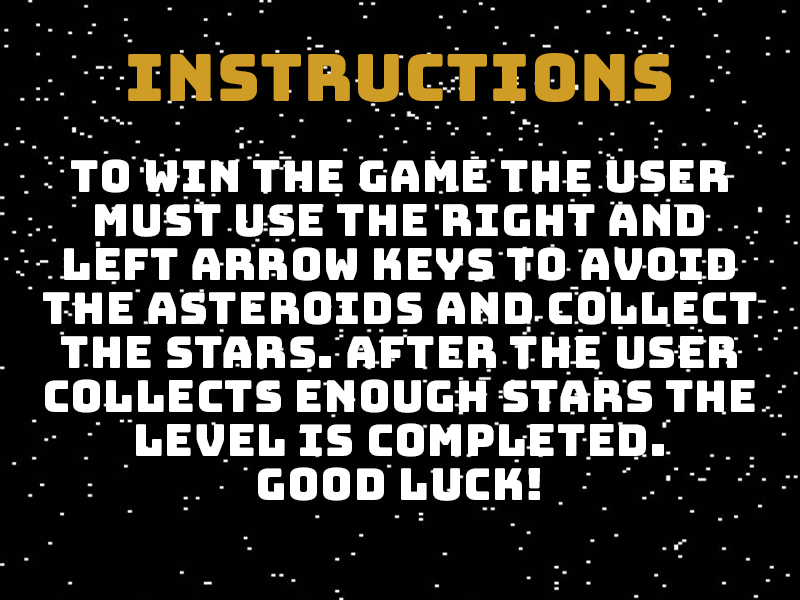 INSTRUCTIONS
TO WIN THE GAME THE USER
MUST USE THE RIGHT AND
LEFT ARROW KEYS TO AVOID
THE ASTEROIDS AND COLLECT
THE STARS. AFTER THE USER
COLLECTS ENOUGH STARS THE
LEVEL IS COMPLETED.
GOOD LUCK!